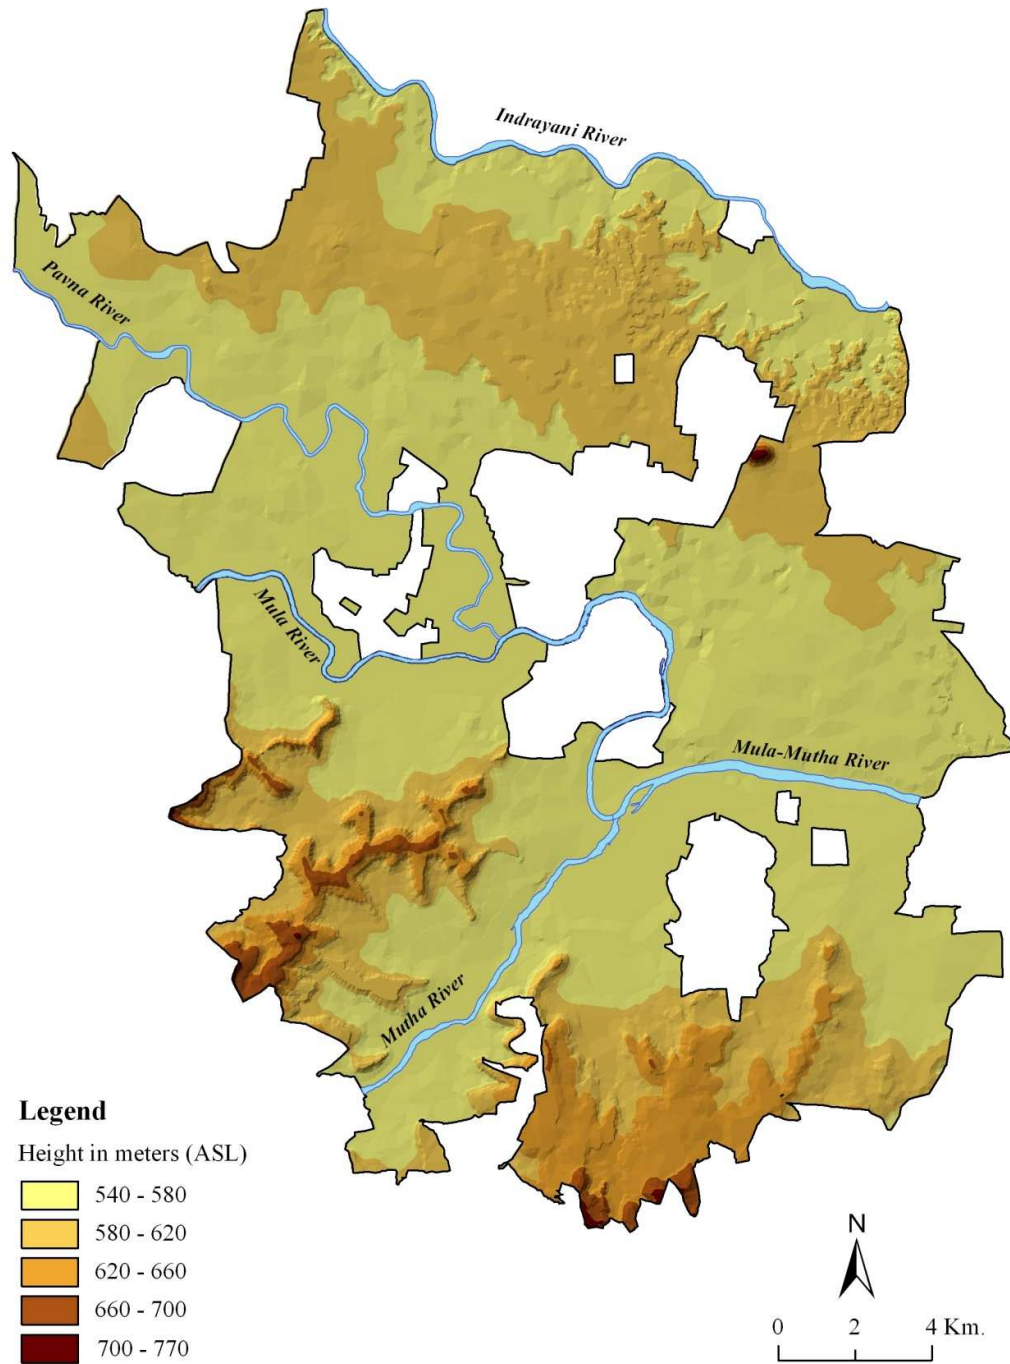 Indrayani River
Pavna River
Mula River
Mula-Mutha River
Mutha River
Legend
Height in meters (ASL)
540 - 580
580 - 620
620 - 660
660 - 700
700 - 770
N
0 2 4 Km.